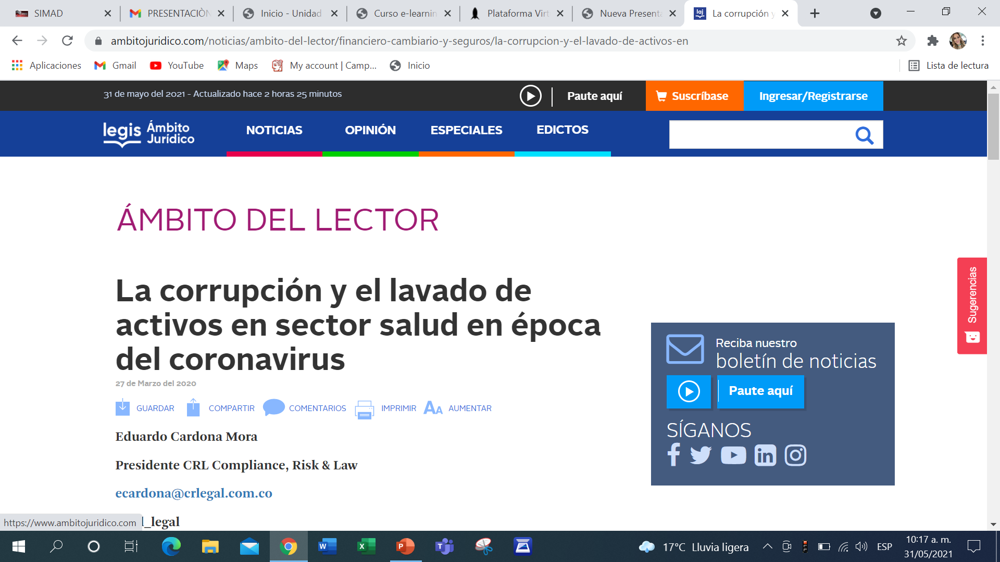 SIMAD
PRESENTACIÒN
Inicio - Unidad
Curso e-learnin
Plataforma Virt
Nueva Present
La corrupción y
ambitojuridico.com/noticias/ambito-del-lector/financiero-cambiario-y-seguros/la-corrupcion-y-el-lavado-de-activos-en
Aplicaciones
Gmail
YouTube
Maps
My account | Camp...
Inicio
Lista de lectura
31 de mayo del 2021 - Actualizado hace 2 horas 25 minutos
Paute aquí
Suscríbase
Ingresar/Registrarse
legis Ámbito Jurídico
NOTICIAS
OPINIÓN
ESPECIALES
EDICTOS
ÁMBITO DEL LECTOR
La corrupción y el lavado de
activos en sector salud en época
del coronavirus
27 de Marzo del 2020
GUARDAR
COMPARTIR
COMENTARIOS
IMPRIMIR
AA AUMENTAR
Eduardo Cardona Mora
Presidente CRL Compliance, Risk & Law
ecardona@crlegal.com.co
l_legal
Reciba nuestro
boletín de noticias
Paute aquí
SÍGANOS
Sugerencias
https://www.ambitojuridico.com
17°C Lluvia ligera
ESP
10:17 a. m.
31/05/2021